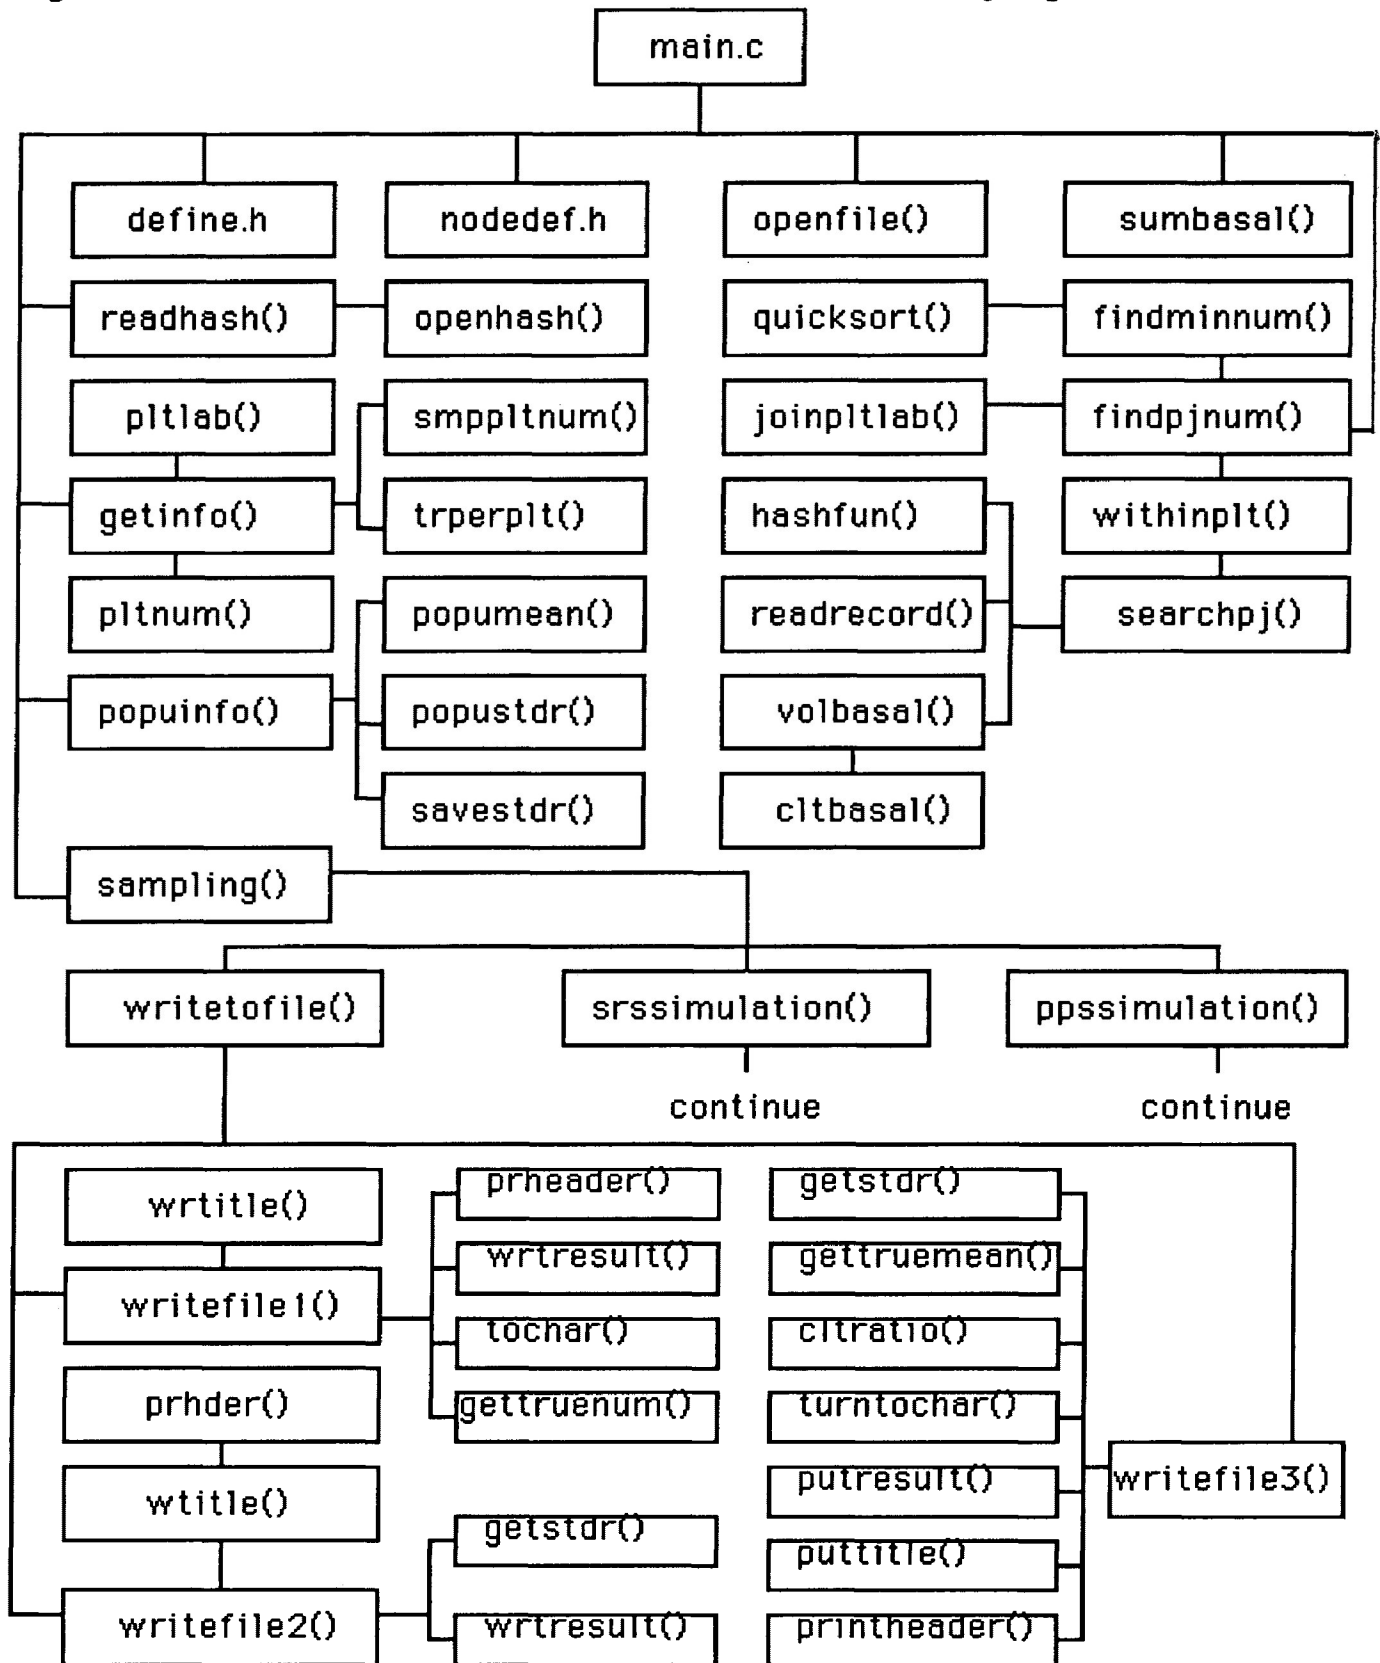 main.c
define.h
nodedef.h
openfile()
sumbasal()
readhash()
openhash()
quicksort()
findminnum()
pltlab()
smppltnum()
joinpltlab()
findpjnum()
getinfo()
trperplt()
hashfun()
withinplt()
pltnum()
popumean()
readrecord()
searchpj()
popuinfo()
popustdr()
volbasal()
savestdr()
cltbasal()
sampling()
writetofile()
srssimulation()
ppssimulation()
continue
continue
wrtitle()
prheader()
getstdr()
wrtresult()
gettruemean()
writefile1()
tochar()
cltratio()
prhder()
gettruenum()
turntochar()
putresult()
writefile3()
wtitle()
getstdr()
puttitle()
writefile2()
wrtresult()
printheader()